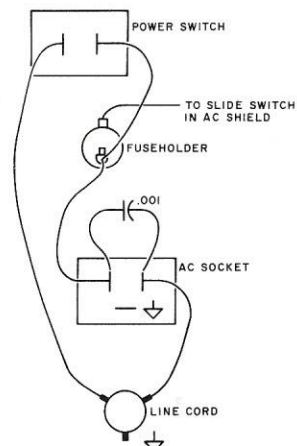 POWER SWITCH
TO SLIDE SWITCH
IN AC SHIELD
FUSEHOLDER
.001
AC SOCKET
LINE CORD